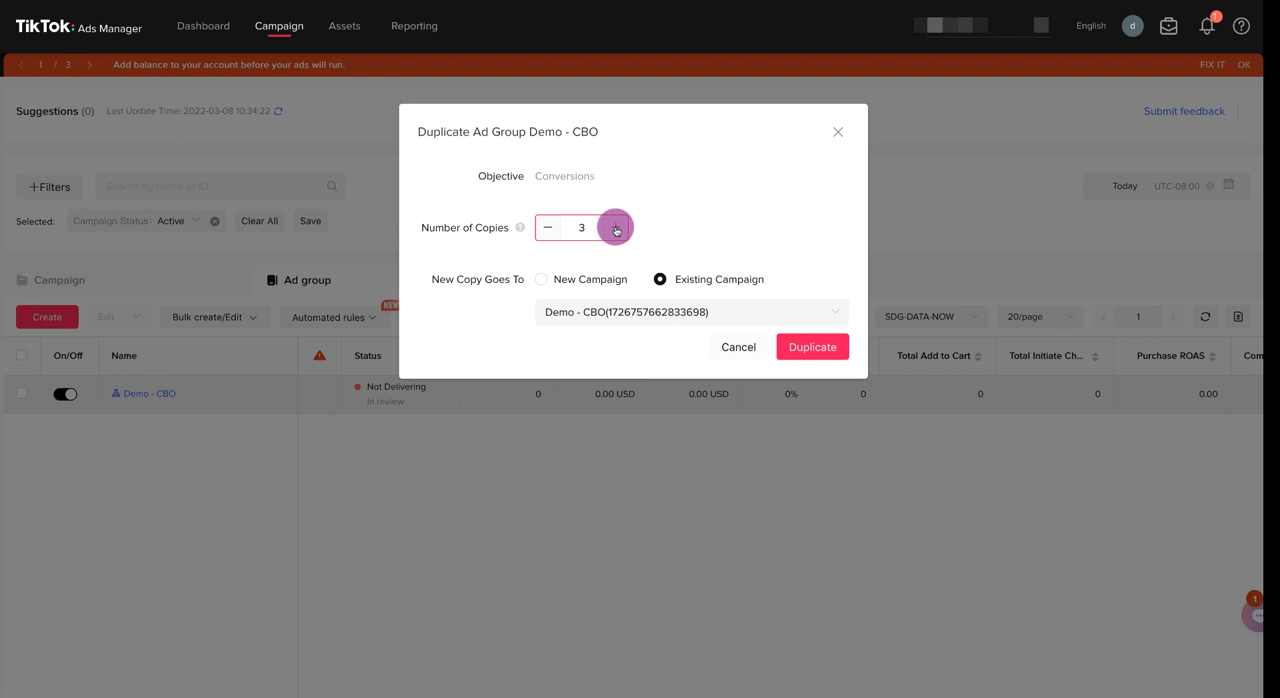 TikTok: Ads Manager Dashboard Campaign Assets Reporting English d 1
1 / 3 Add balance to your account before your ads will run. FIX IT OK
Suggestions (0) Last Update Time: 2022-03-08 10:34:22 Submit feedback
Duplicate Ad Group Demo - CBO
Objective Conversions
+Filters Search by name or ID Today UTC-08:00
Selected: Campaign Status: Active Clear All Save
Number of Copies 3
Campaign Ad group
New Copy Goes To New Campaign Existing Campaign
Demo - CBO(1726757662833698)
Create Edit Bulk create/Edit Automated rules NEW SDG-DATA-NOW 20/page 1
Cancel Duplicate
On/Off Name Status Total Add to Cart Total Initiate Ch... Purchase ROAS Com
Demo - CBO - Not Delivering 0 0.00 USD 0.00 USD 0% 0 0 0 0.00
In review
1